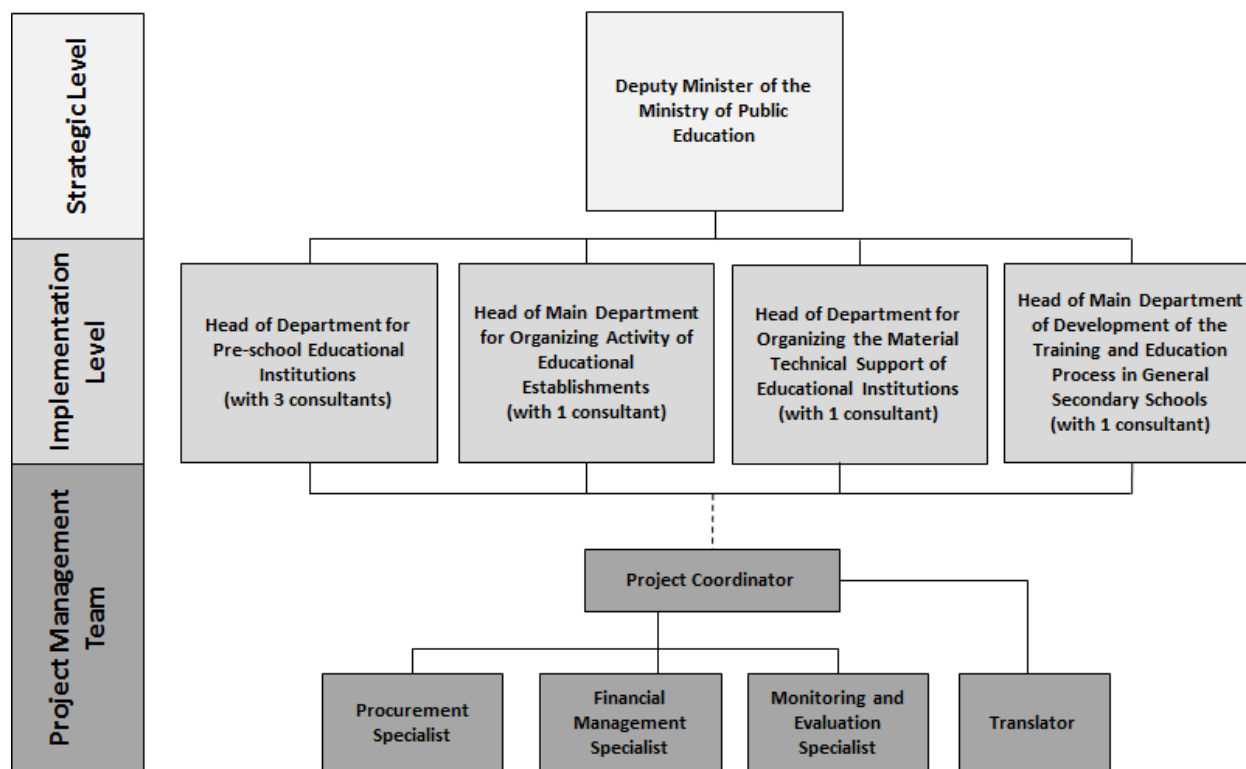 Strategic Level
Deputy Minister of the
Ministry of Public
Education
Implementation
Level
Head of Department for
Pre-school Educational
Institutions
(with 3 consultants)
Head of Main Department
for Organizing Activity of
Educational
Establishments
(with 1 consultant)
Head of Department for
Organizing the Material
Technical Support of
Educational Institutions
(with 1 consultant)
Head of Main Department
of Development of the
Training and Education
Process in General
Secondary Schools
(with 1 consultant)
Project Management
Team
Project Coordinator
Procurement
Specialist
Financial
Management
Specialist
Monitoring and
Evaluation
Specialist
Translator